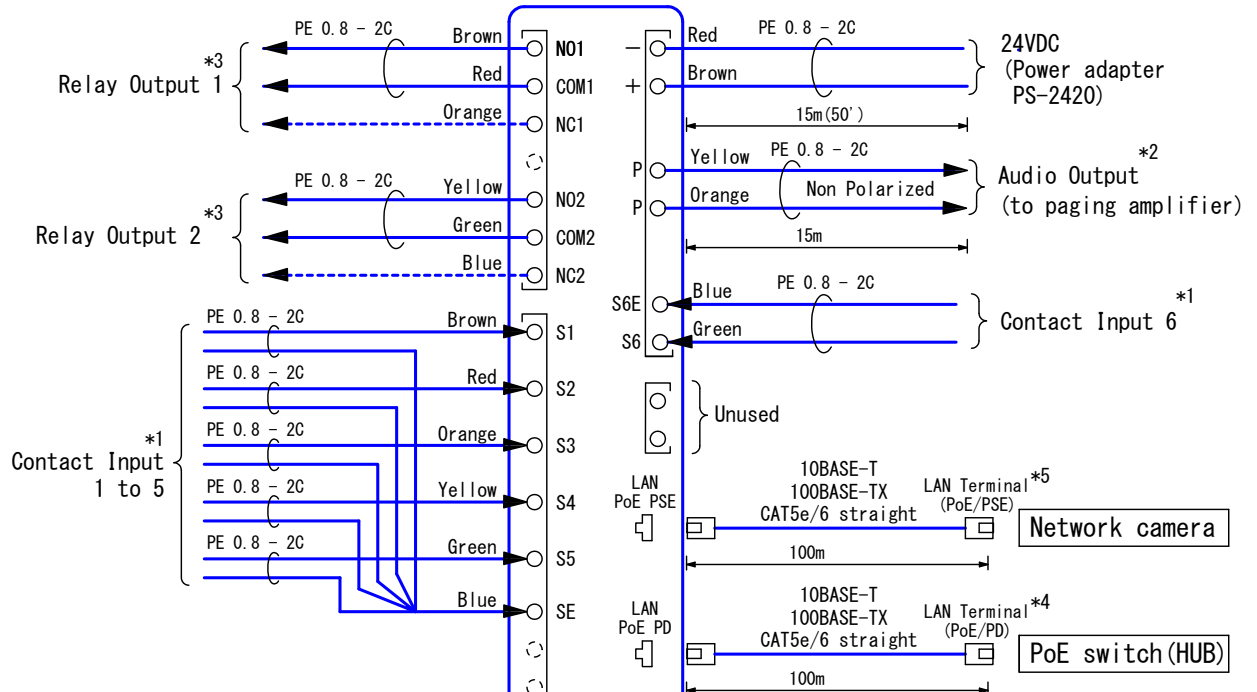 PE 0.8 - 2C
Brown
NO1
Red
COM1
Orange
NC1
Relay Output 1 *3
PE 0.8 - 2C
Yellow
NO2
Green
COM2
Blue
NC2
Relay Output 2 *3
PE 0.8 - 2C
Brown
S1
PE 0.8 - 2C
Red
S2
PE 0.8 - 2C
Orange
S3
PE 0.8 - 2C
Yellow
S4
PE 0.8 - 2C
Green
S5
Blue
SE
*1
Contact Input
1 to 5
−
Red
PE 0.8 - 2C
+
Brown
15m(50')
24VDC
(Power adapter
PS-2420)
P
Yellow
PE 0.8 - 2C
P
Orange
Non Polarized
15m
Audio Output *2
(to paging amplifier)
S6E
Blue
PE 0.8 - 2C
S6
Green
Contact Input 6 *1
Unused
LAN
PoE PSE
10BASE-T
100BASE-TX
CAT5e/6 straight
LAN Terminal *5
(PoE/PSE)
Network camera
100m
LAN
PoE PD
10BASE-T
100BASE-TX
CAT5e/6 straight
LAN Terminal *4
(PoE/PD)
PoE switch(HUB)
100m